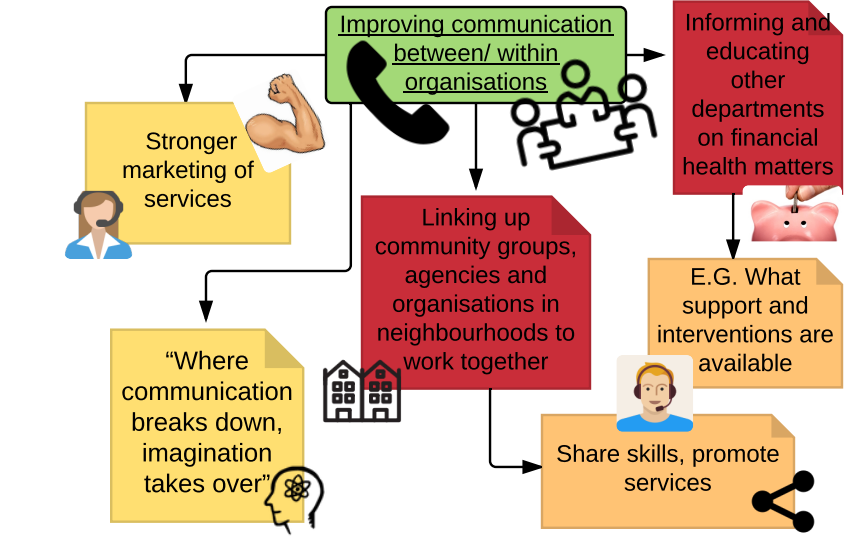 Improving communication
between/ within
organisations
Informing and
educating
other
departments
on financial
health matters
Stronger
marketing of
services
Linking up
community groups,
agencies and
organisations in
neighbourhoods to
work together
E.G. What
support and
interventions are
available
“Where
communication
breaks down,
imagination
takes over”
Share skills, promote
services